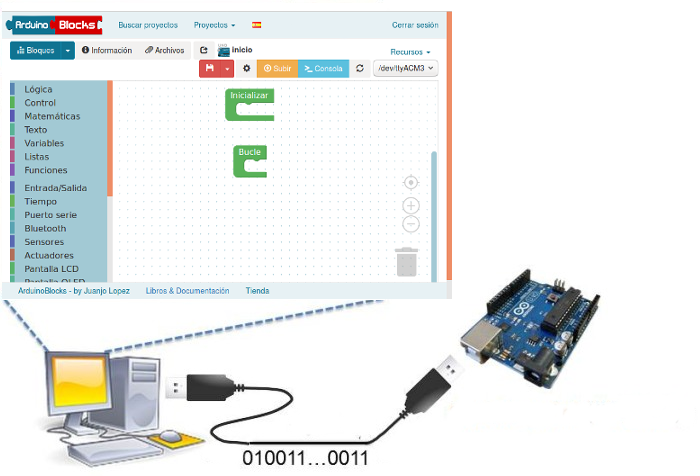 Arduino Blocks
Buscar proyectos
Proyectos
Cerrar sesión
Bloques
Información
Archivos
inicio
Recursos
Subir
Consola
/dev/ttyACM3
Lógica
Control
Matemáticas
Texto
Variables
Listas
Funciones
Entrada/Salida
Tiempo
Puerto serie
Bluetooth
Sensores
Actuadores
Pantalla LCD
Pantalla OLED
Inicializar
Bucle
ArduinoBlocks - by Juanjo Lopez
Libros & Documentación
Tienda
010011...0011